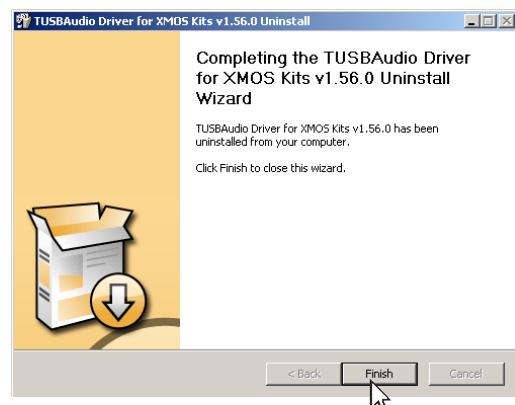 TUSBAudio Driver for XMOS Kits v1.56.0 Uninstall
Completing the TUSBAudio Driver
for XMOS Kits v1.56.0 Uninstall
Wizard
TUSBAudio Driver for XMOS Kits v1.56.0 has been
uninstalled from your computer.
Click Finish to close this wizard.
< Back Finish Cancel